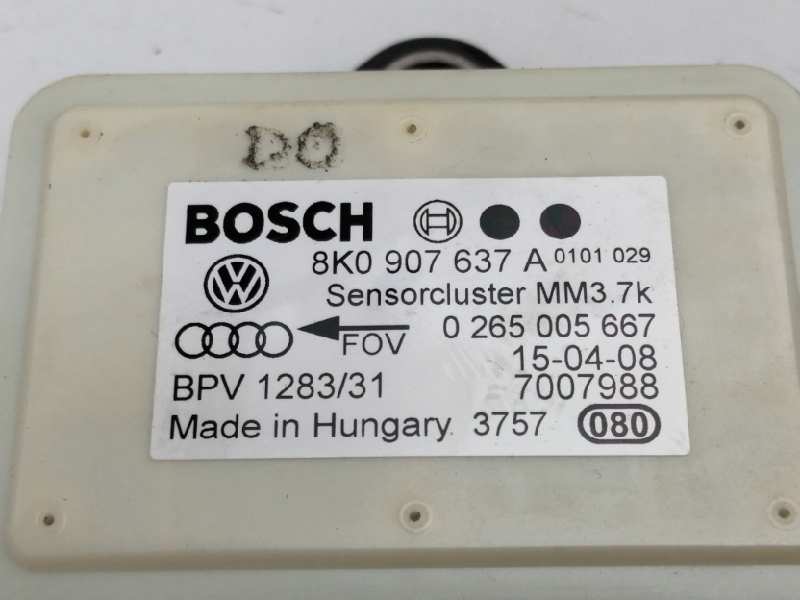 DO
BOSCH
8K0 907 637 A 0101 029
Sensorcluster MM3.7k
FOV 0 265 005 667
15-04-08
BPV 1283/31 7007988
Made in Hungary 3757 080